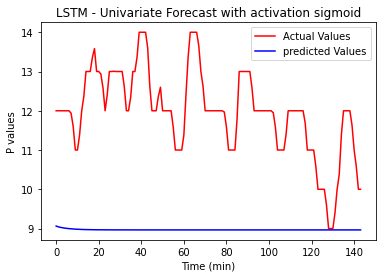 LSTM - Univariate Forecast with activation sigmoid
Actual Values
predicted Values
P values
14
13
12
11
10
9
0 20 40 60 80 100 120 140
Time (min)